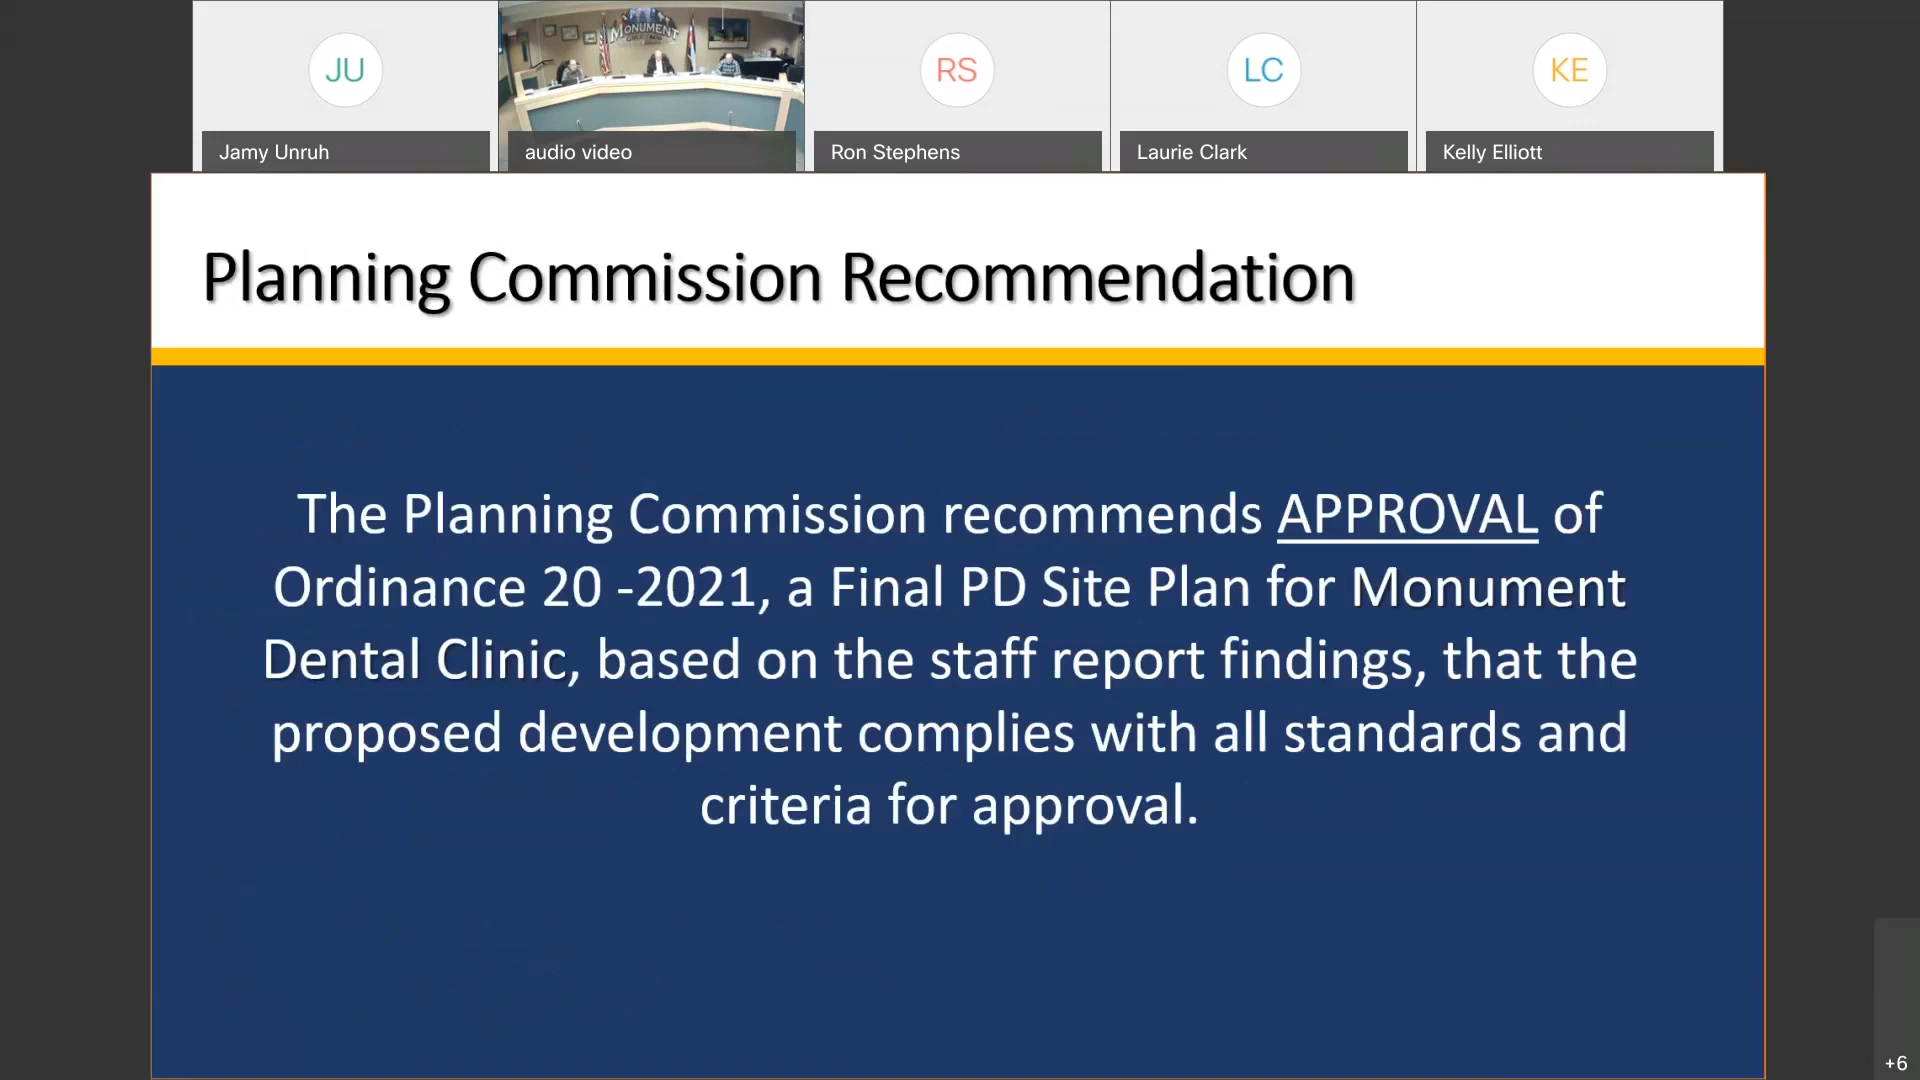 JU
RS
LC
KE
MONUMENT
Jamy Unruh
audio video
Ron Stephens
Laurie Clark
Kelly Elliott
Planning Commission Recommendation
The Planning Commission recommends APPROVAL of
Ordinance 20 -2021, a Final PD Site Plan for Monument
Dental Clinic, based on the staff report findings, that the
proposed development complies with all standards and
criteria for approval.
+6